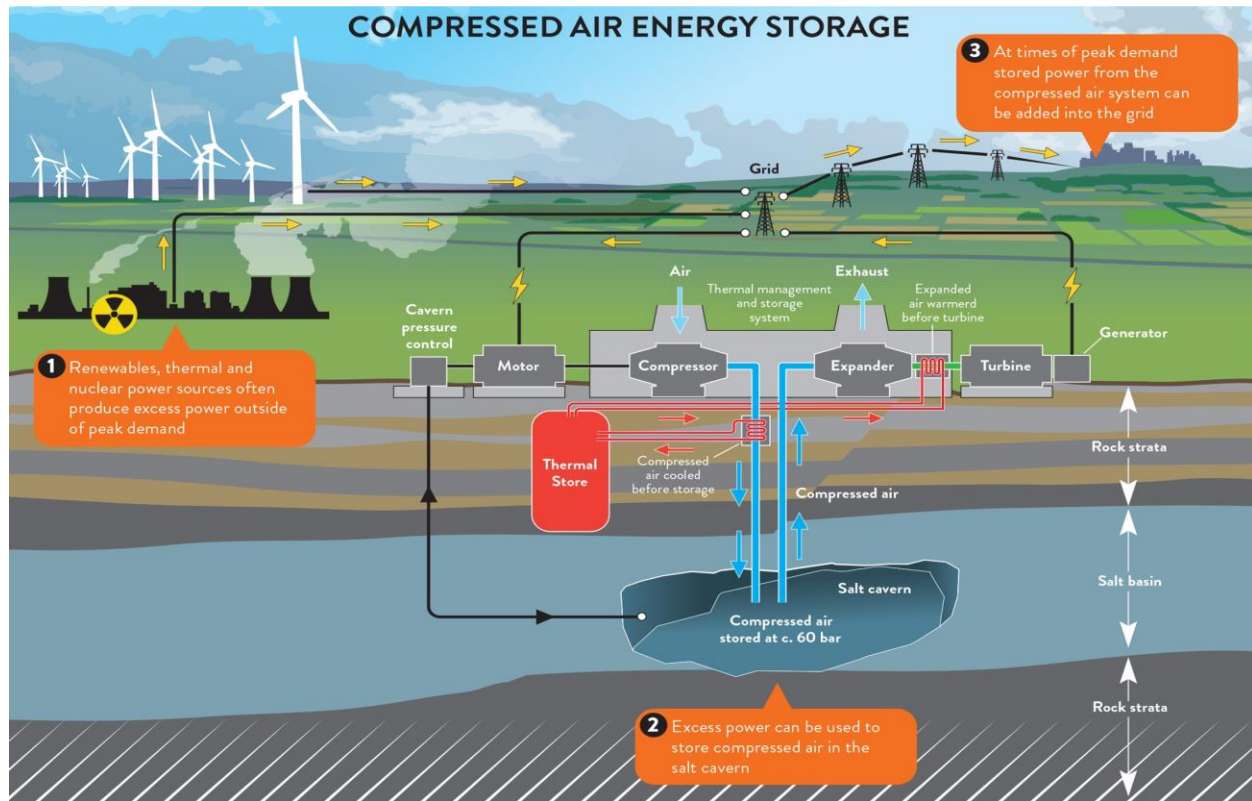 COMPRESSED AIR ENERGY STORAGE
3 At times of peak demand
stored power from the
compressed air system can
be added into the grid
Grid
Air
Thermal management
and storage
system
Exhaust
Expanded
air warmerd
before turbine
Generator
Cavern
pressure
control
Motor
Compressor
Expander
Turbine
1 Renewables, thermal and
nuclear power sources often
produce excess power outside
of peak demand
Thermal
Store
Compressed
air cooled
before storage
Compressed air
Rock strata
Salt basin
Salt cavern
Compressed air
stored at c. 60 bar
Rock strata
2 Excess power can be used to
store compressed air in the
salt cavern